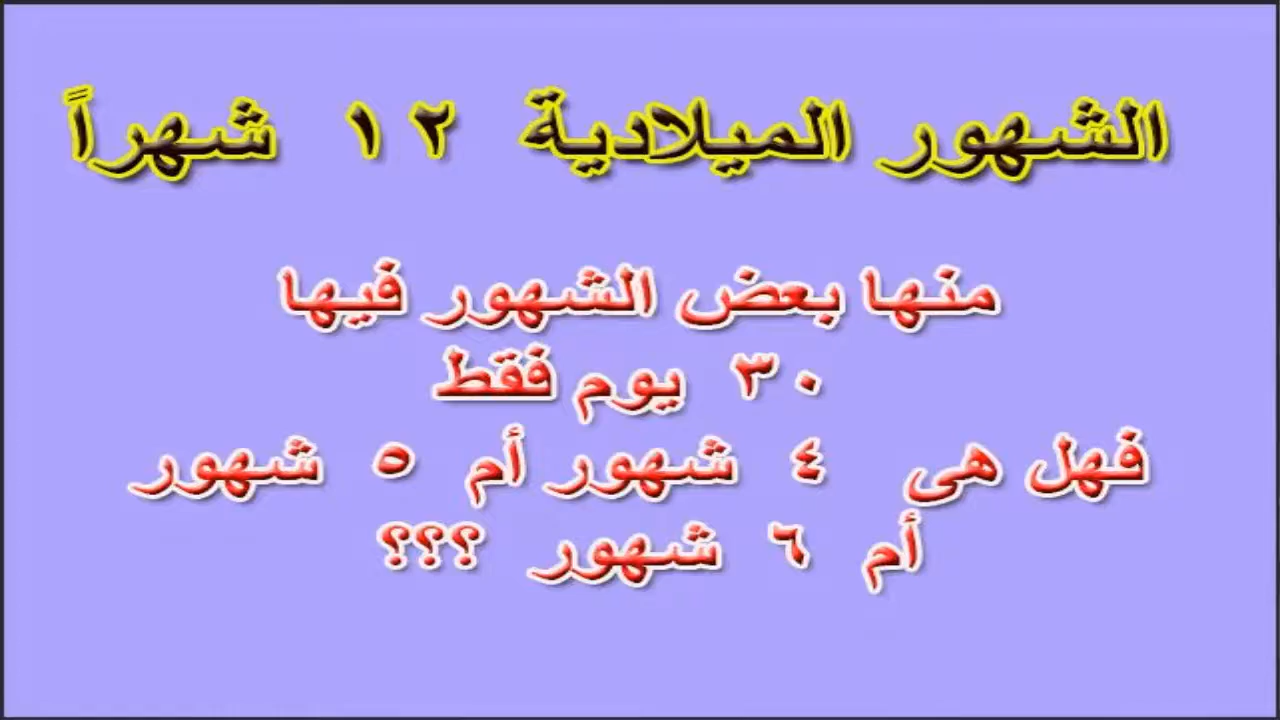 الشهور الميلادية ١٢ شهراً
منها بعض الشهور فيها
٣٠ يوم فقط
فهل هى ٤ شهور أم ٥ شهور
أم ٦ شهور ؟؟؟